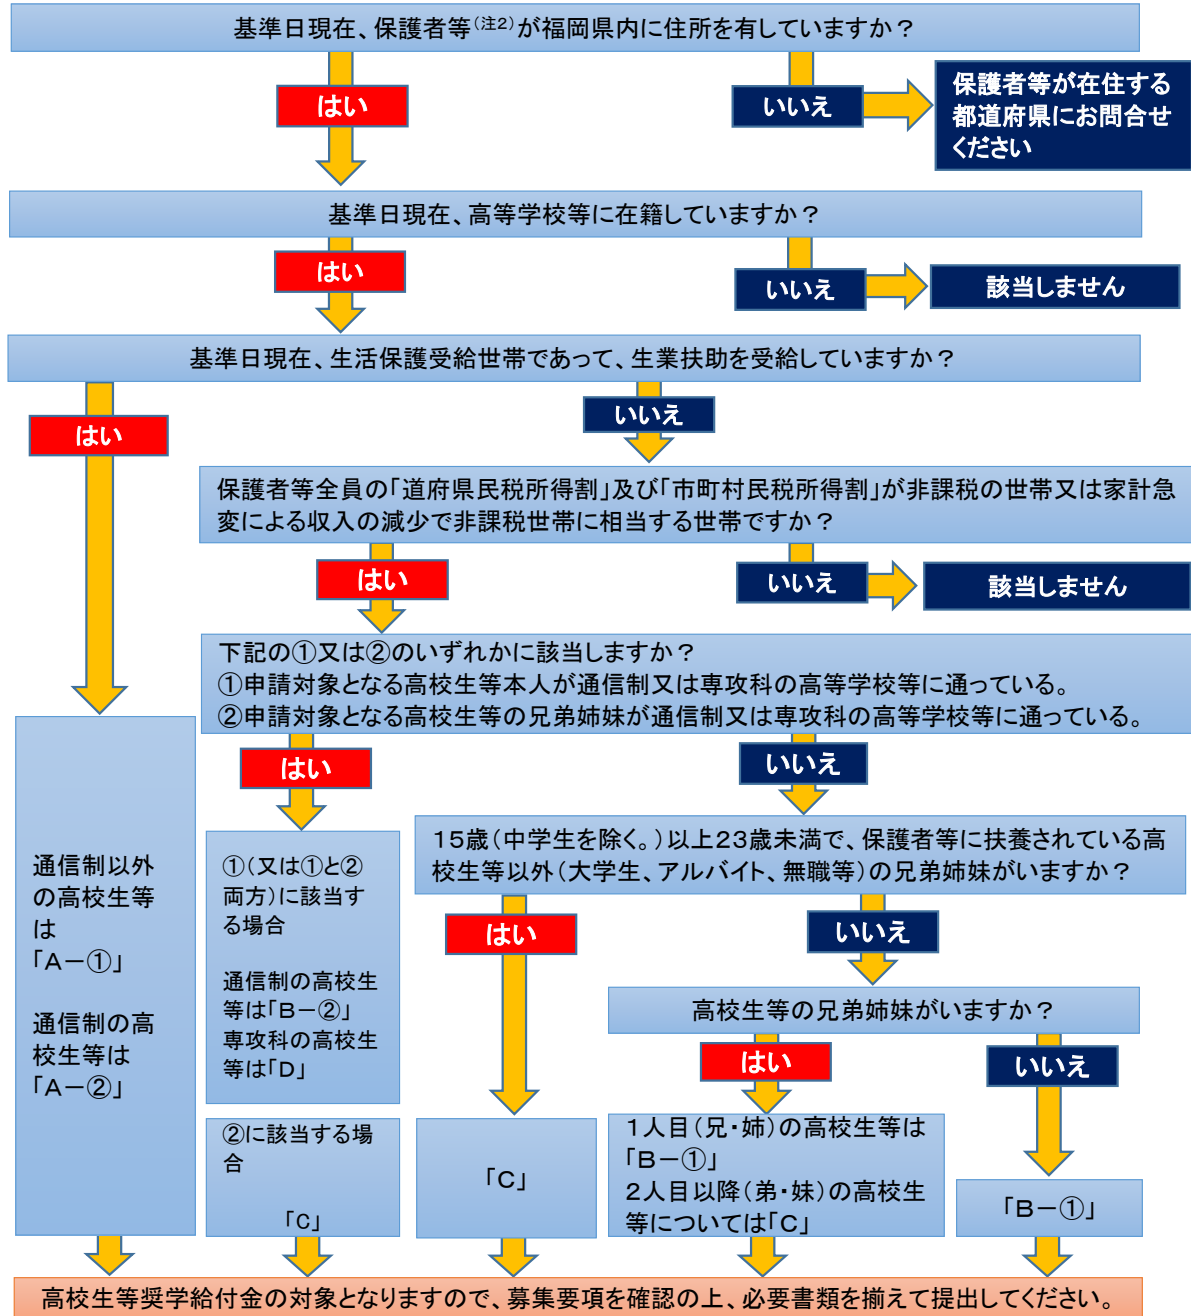 基準日現在、保護者等(注2)が福岡県内に住所を有していますか？
はい
いいえ
保護者等が在住する
都道府県にお問合せ
ください
基準日現在、高等学校等に在籍していますか？
はい
いいえ
該当しません
基準日現在、生活保護受給世帯であって、生業扶助を受給していますか？
はい
いいえ
保護者等全員の「道府県民税所得割」及び「市町村民税所得割」が非課税の世帯又は家計急
変による収入の減少で非課税世帯に相当する世帯ですか？
はい
いいえ
該当しません
下記の①又は②のいずれかに該当しますか？
①申請対象となる高校生等本人が通信制又は専攻科の高等学校等に通っている。
②申請対象となる高校生等の兄弟姉妹が通信制又は専攻科の高等学校等に通っている。
はい
いいえ
通信制以外
の高校生等
は
「A－①」
通信制の高
校生等は
「A－②」
①(又は①と②
両方)に該当す
る場合
通信制の高校生
等は「B－②」
専攻科の高校生
等は「D」
②に該当する場
合
「C」
15歳(中学生を除く。)以上23歳未満で、保護者等に扶養されている高
校生等以外(大学生、アルバイト、無職等)の兄弟姉妹がいますか？
はい
いいえ
「C」
高校生等の兄弟姉妹がいますか？
はい
いいえ
1人目(兄・姉)の高校生等は
「B－①」
2人目以降(弟・妹)の高校生
等については「C」
「B－①」
高校生等奨学給付金の対象となりますので、募集要項を確認の上、必要書類を揃えて提出してください。